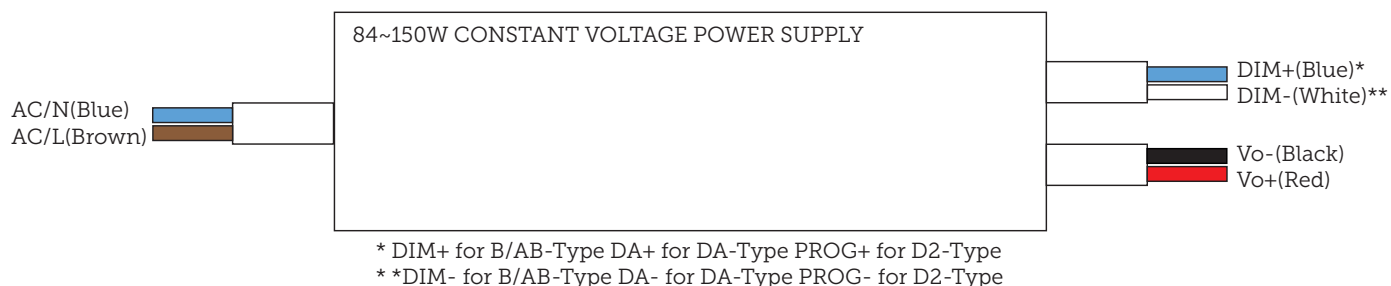 84~150W CONSTANT VOLTAGE POWER SUPPLY
AC/N(Blue)
AC/L(Brown)
DIM+(Blue)*
DIM-(White)**
Vo-(Black)
Vo+(Red)
* DIM+ for B/AB-Type DA+ for DA-Type PROG+ for D2-Type
* *DIM- for B/AB-Type DA- for DA-Type PROG- for D2-Type